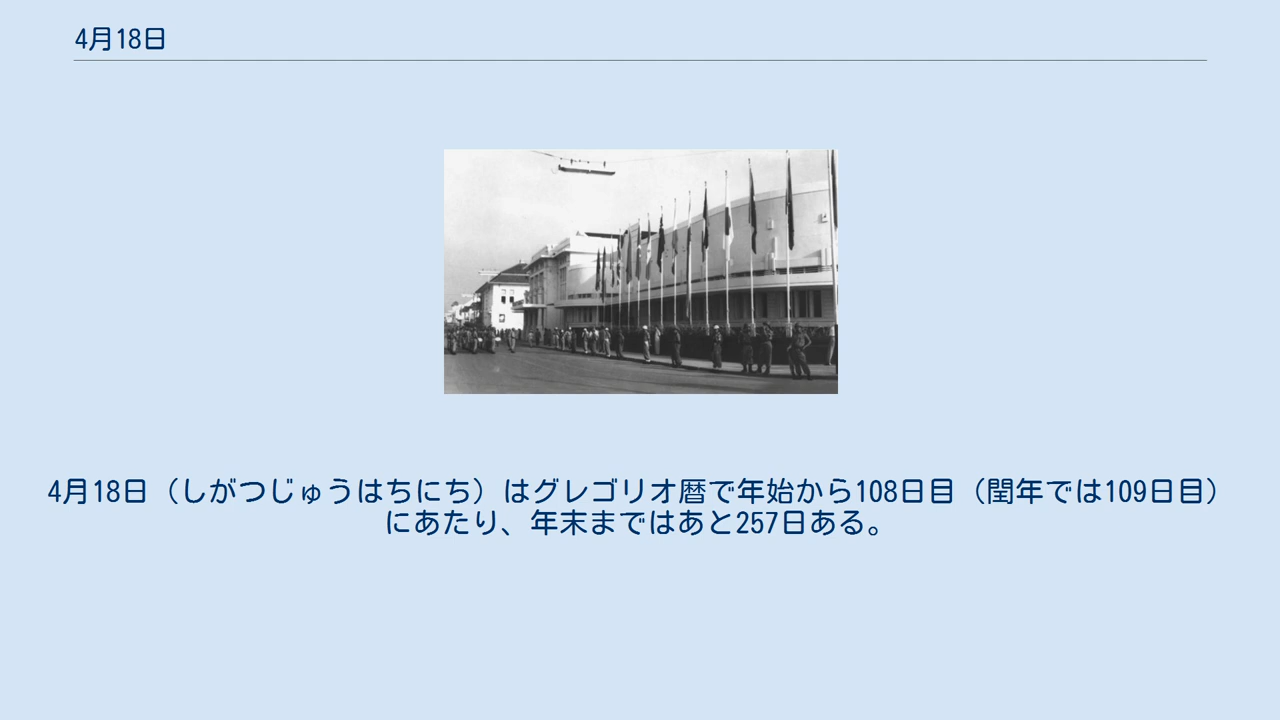 4月18日
4月18日（しがつじゅうはちにち）はグレゴリオ暦で年始から108日目（閏年では109日目）
にあたり、年末まではあと257日ある。